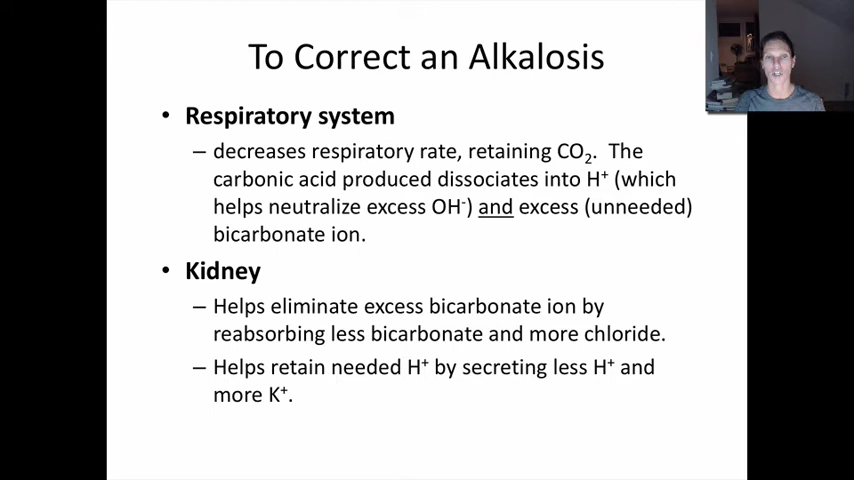 To Correct an Alkalosis
• Respiratory system
– decreases respiratory rate, retaining CO₂. The
carbonic acid produced dissociates into H⁺ (which
helps neutralize excess OH⁻) and excess (unneeded)
bicarbonate ion.
• Kidney
– Helps eliminate excess bicarbonate ion by
reabsorbing less bicarbonate and more chloride.
– Helps retain needed H⁺ by secreting less H⁺ and
more K⁺.